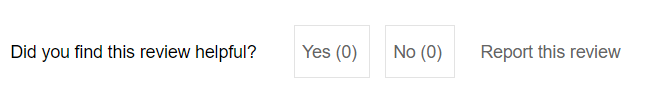 Did you find this review helpful? Yes (0) No (0) Report this review